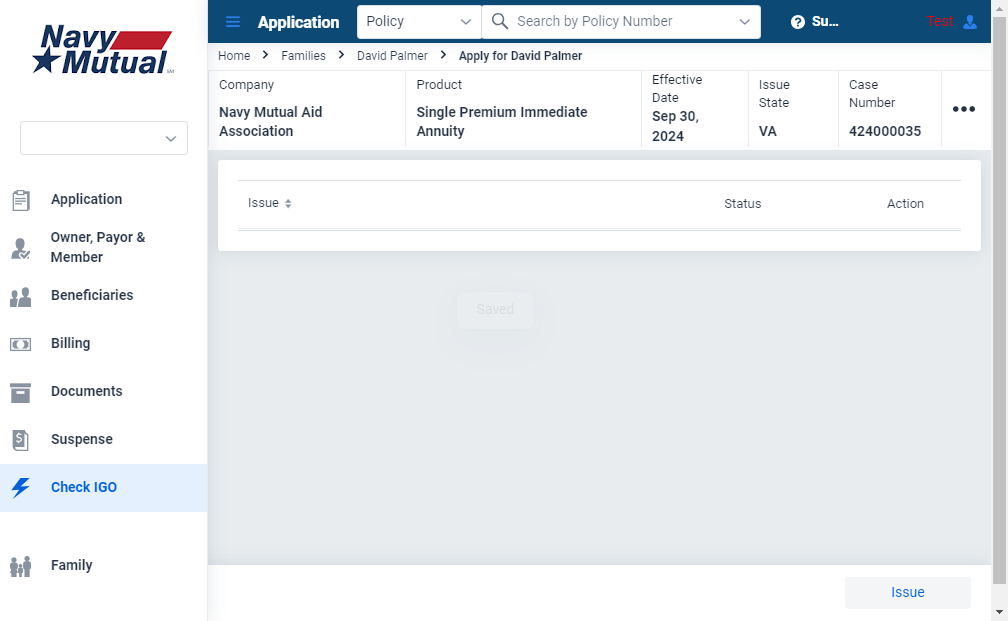 Navy
Mutual
SM
Application
Owner, Payor &
Member
Beneficiaries
Billing
Documents
Suspense
Check IGO
Family
Application
Policy
Search by Policy Number
Su...
Test
Home
Families
David Palmer
Apply for David Palmer
Company
Navy Mutual Aid
Association
Product
Single Premium Immediate
Annuity
Effective
Date
Sep 30,
2024
Issue
State
VA
Case
Number
424000035
Issue
Status
Action
Saved
Issue